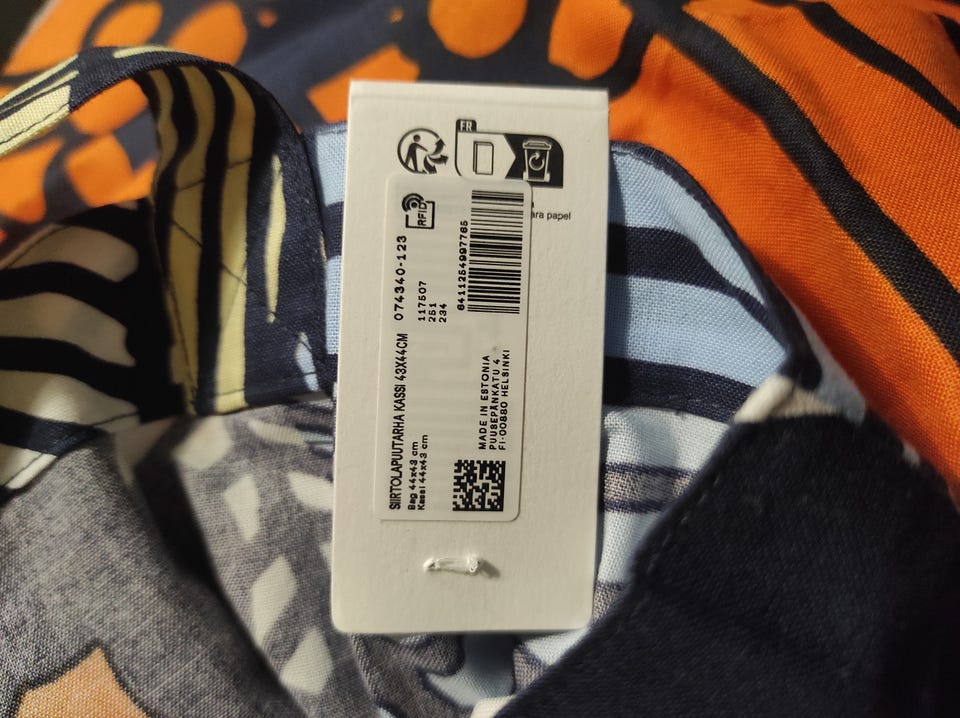 FR
ara papel
RFID
SIIRTOLAPUUTARHA KASSI 43X44CM
Bag 44x43 cm
Kassi 44x43 cm
074340-123
117507
251
234
6411254997765
MADE IN ESTONIA
PUUSEPÄNKATU 4
FI-00880 HELSINKI